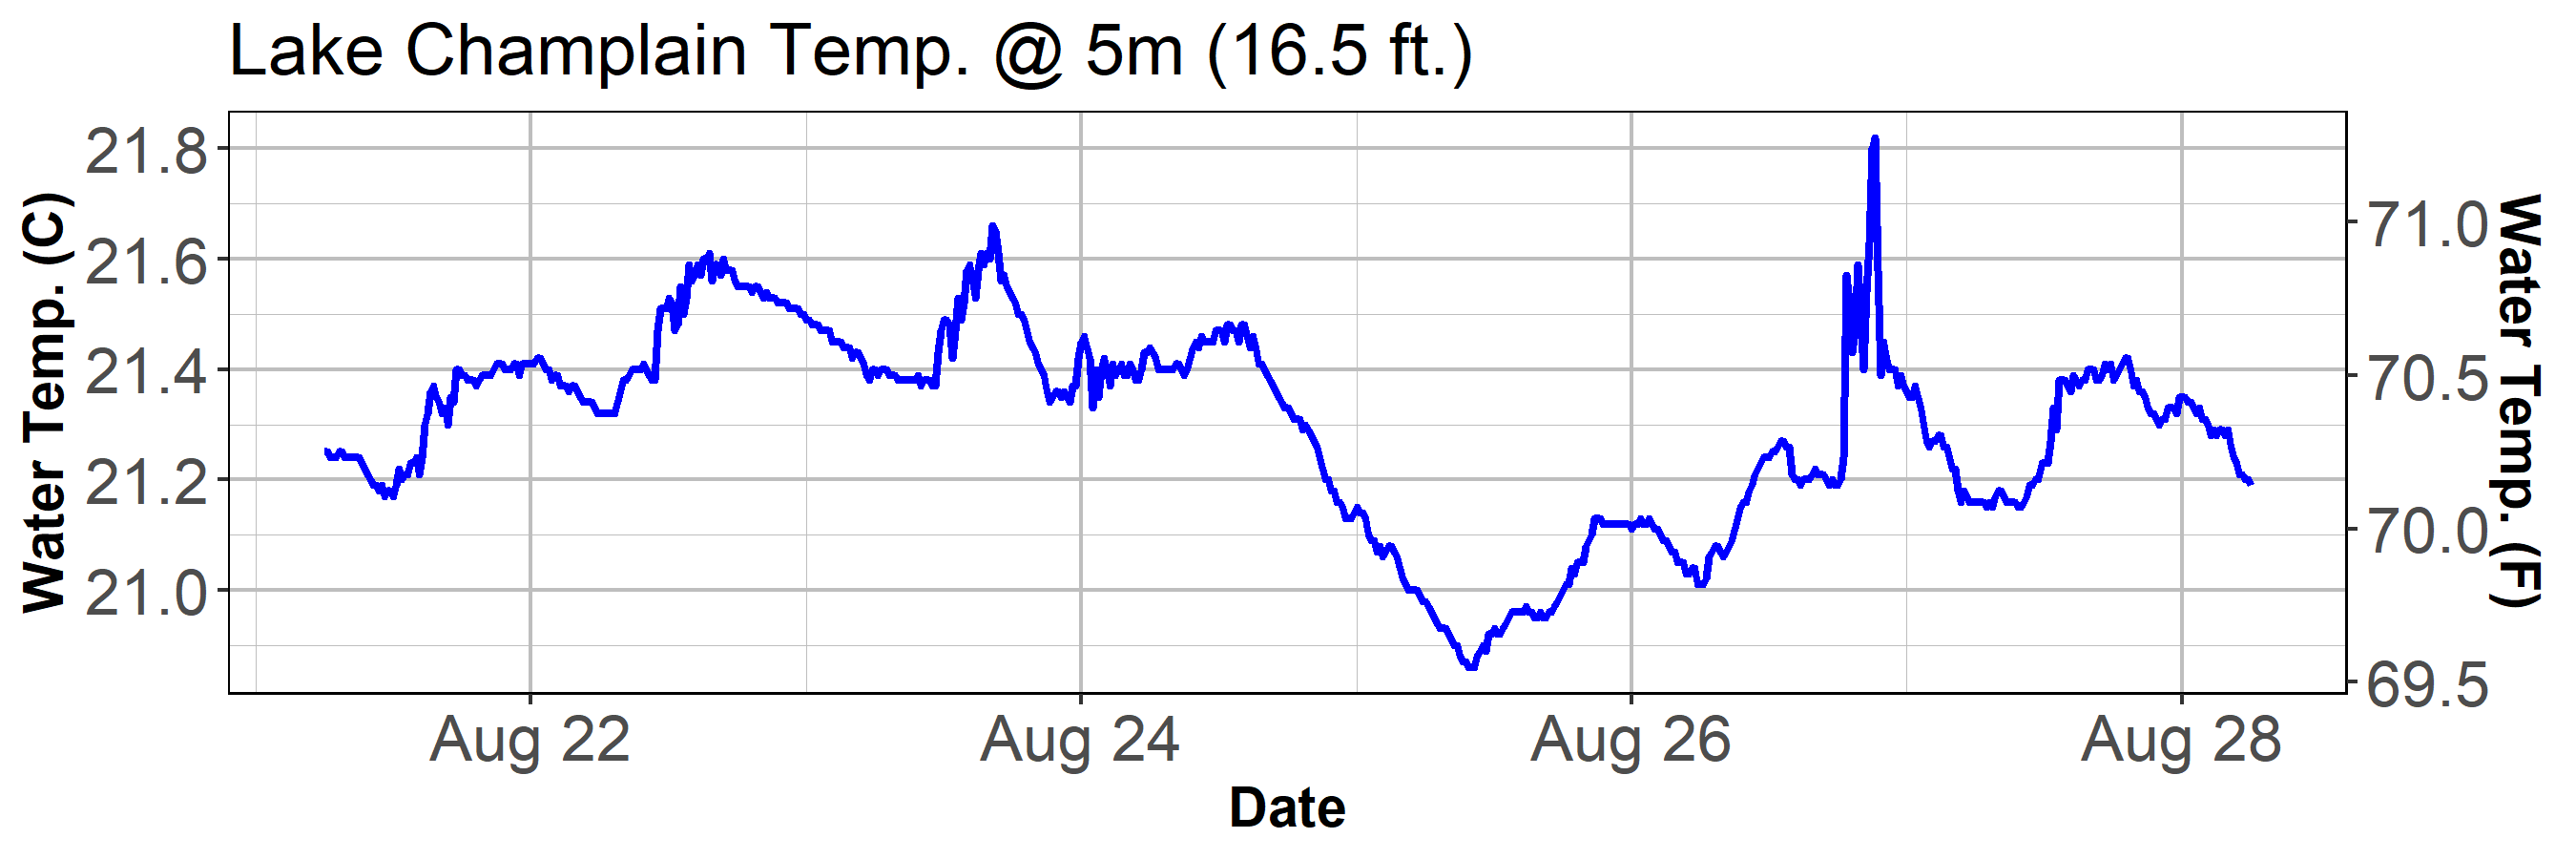 Lake Champlain Temp. @ 5m (16.5 ft.)
Water Temp. (C)
21.8
21.6
21.4
21.2
21.0
71.0
70.5
70.0
69.5
Water Temp. (F)
Aug 22 Aug 24 Aug 26 Aug 28
Date